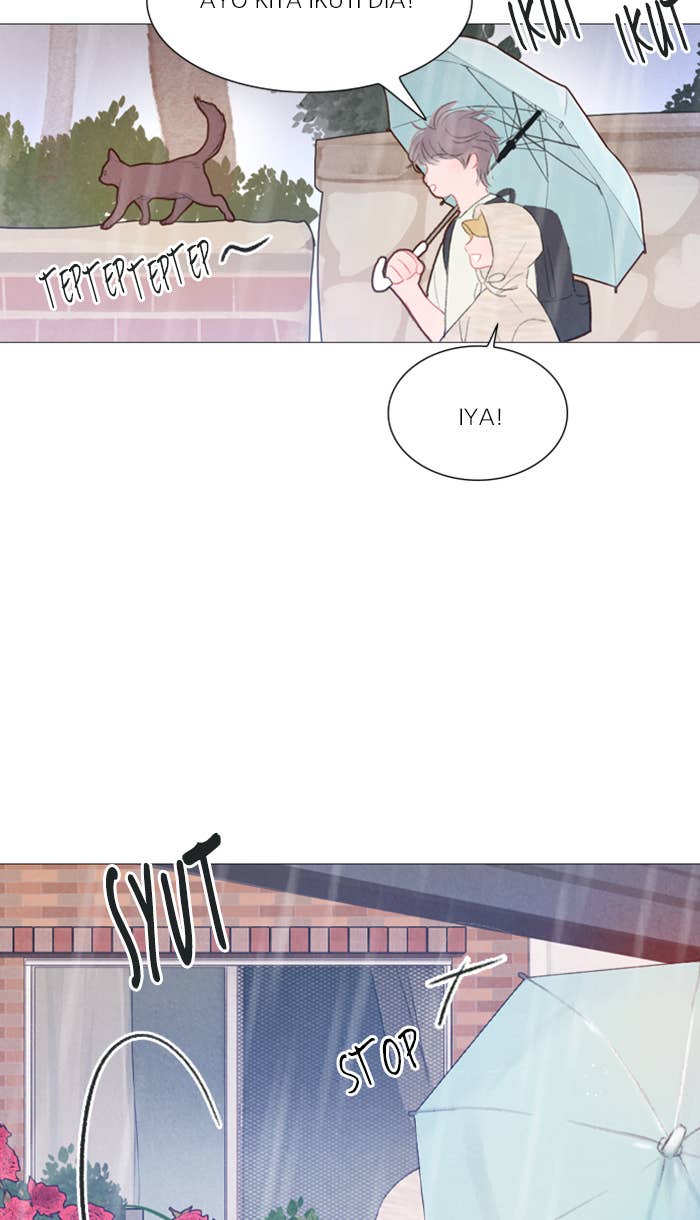 AYO KITA IKUTI DIA!
IKUT
IKUT
TEPTEPTEPTEP~
IYA!
SYUT
STOP